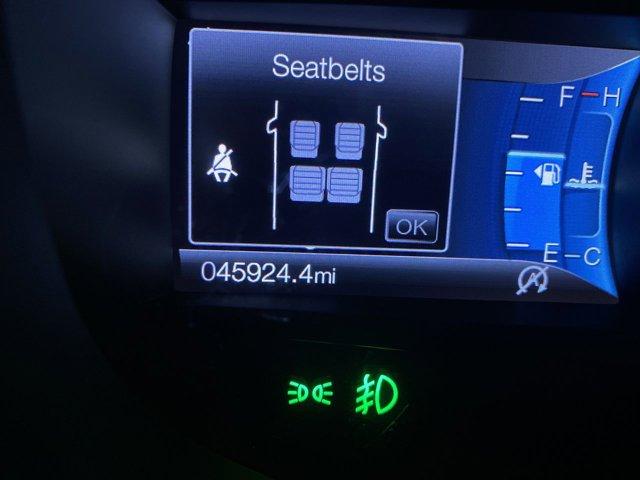 Seatbelts
F H
OK
E C
045924.4mi
A